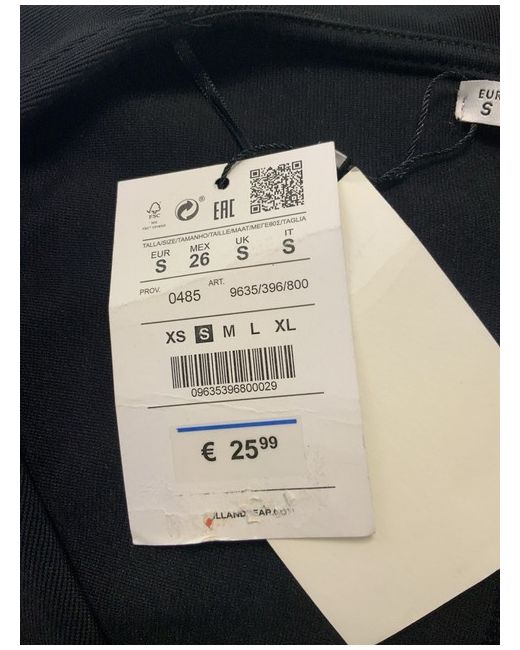 EUR
S
FSC
®
EAC
TALLA/SIZE/TAMANHO/TAILLE/MAAT/ΜΕΓΕΘΟΣ/TAGLIA
EUR MEX UK IT
S 26 S S
PROV. 0485 ART. 9635/396/800
XS S M L XL
09635396800029
€ 25⁹⁹